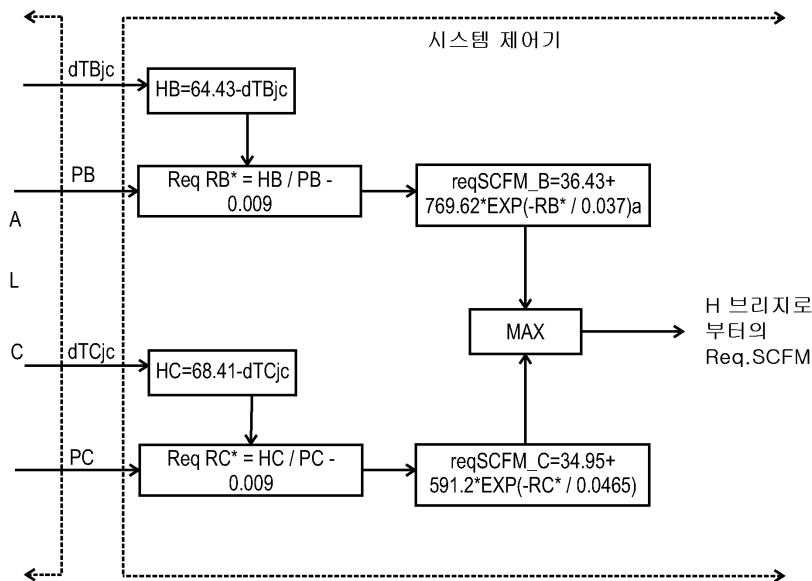 시스템 제어기
dTBjc
HB=64.43-dTBjc
PB
Req RB* = HB / PB -
0.009
reqSCFM_B=36.43+
769.62*EXP(-RB* / 0.037)a
A
L
C
MAX
H 브리지로
부터의
Req.SCFM
dTCjc
HC=68.41-dTCjc
PC
Req RC* = HC / PC -
0.009
reqSCFM_C=34.95+
591.2*EXP(-RC* / 0.0465)